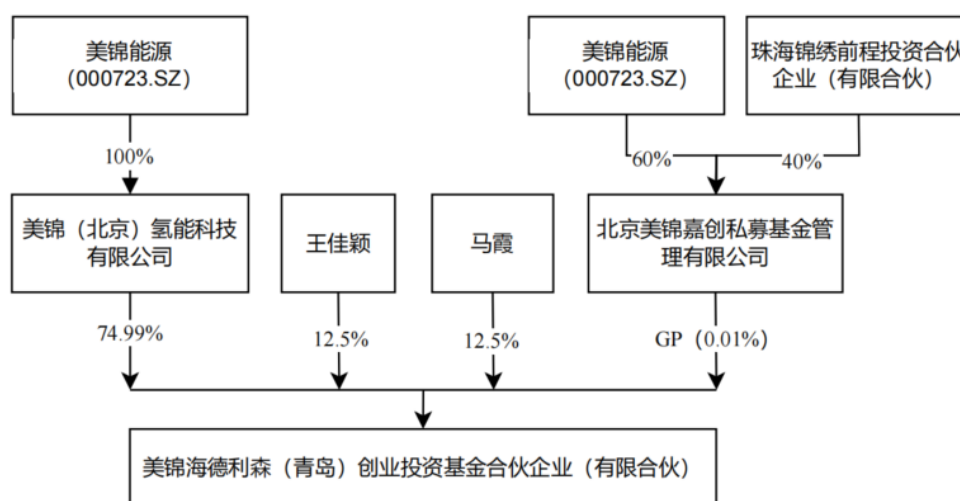 美锦能源
（000723.SZ）
美锦能源
（000723.SZ）
珠海锦绣前程投资合伙
企业（有限合伙）
100%
60%
40%
美锦（北京）氢能科技
有限公司
王佳颖
马霞
北京美锦嘉创私募基金管
理有限公司
74.99%
12.5%
12.5%
GP（0.01%）
美锦海德利森（青岛）创业投资基金合伙企业（有限合伙）